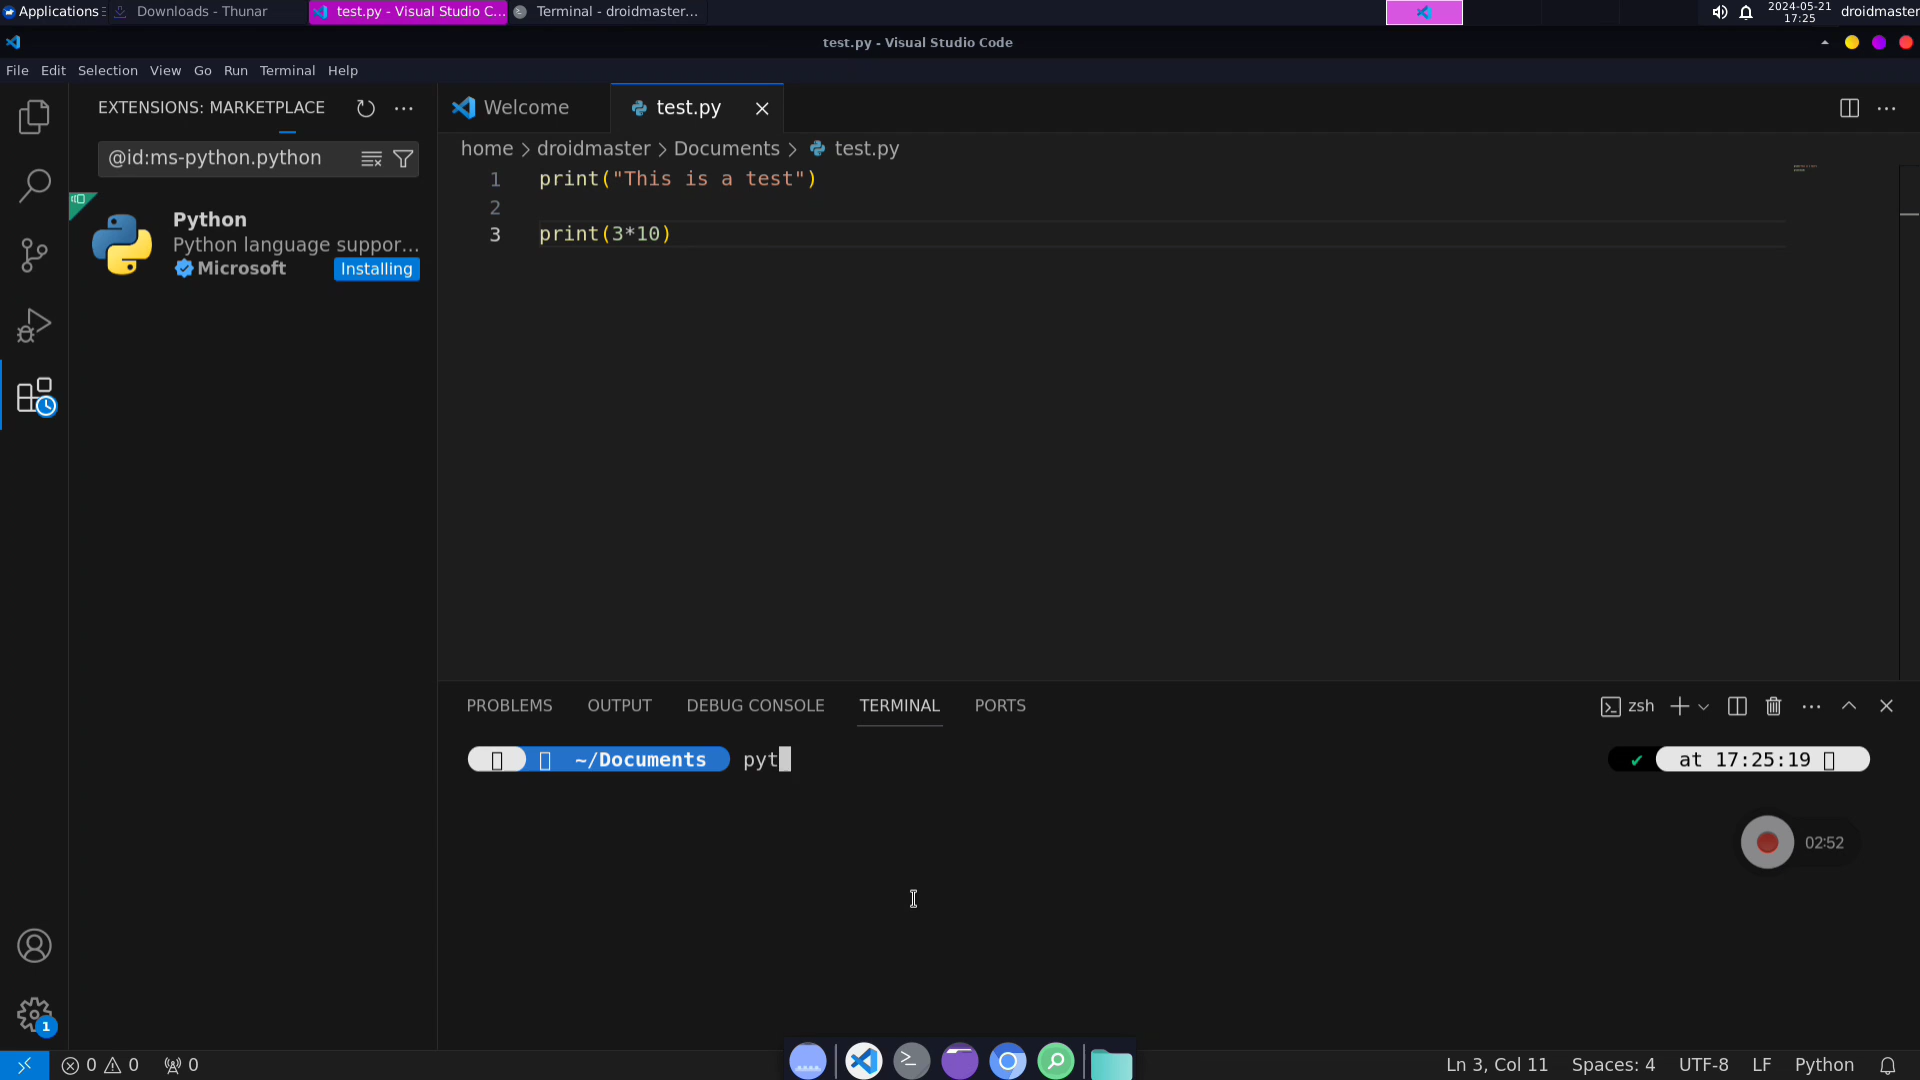 Applications
Downloads - Thunar
test.py - Visual Studio C...
Terminal - droidmaster...
2024-05-21
17:25
droidmaster
test.py - Visual Studio Code
File Edit Selection View Go Run Terminal Help
EXTENSIONS: MARKETPLACE
@id:ms-python.python
Python
Python language suppor...
Microsoft
Installing
Welcome
test.py
home > droidmaster > Documents > test.py
1 print("This is a test")
2
3 print(3*10)
PROBLEMS OUTPUT DEBUG CONSOLE TERMINAL PORTS
zsh
~/Documents pyt
✔ at 17:25:19
02:52
1
0 0 0
Ln 3, Col 11 Spaces: 4 UTF-8 LF Python